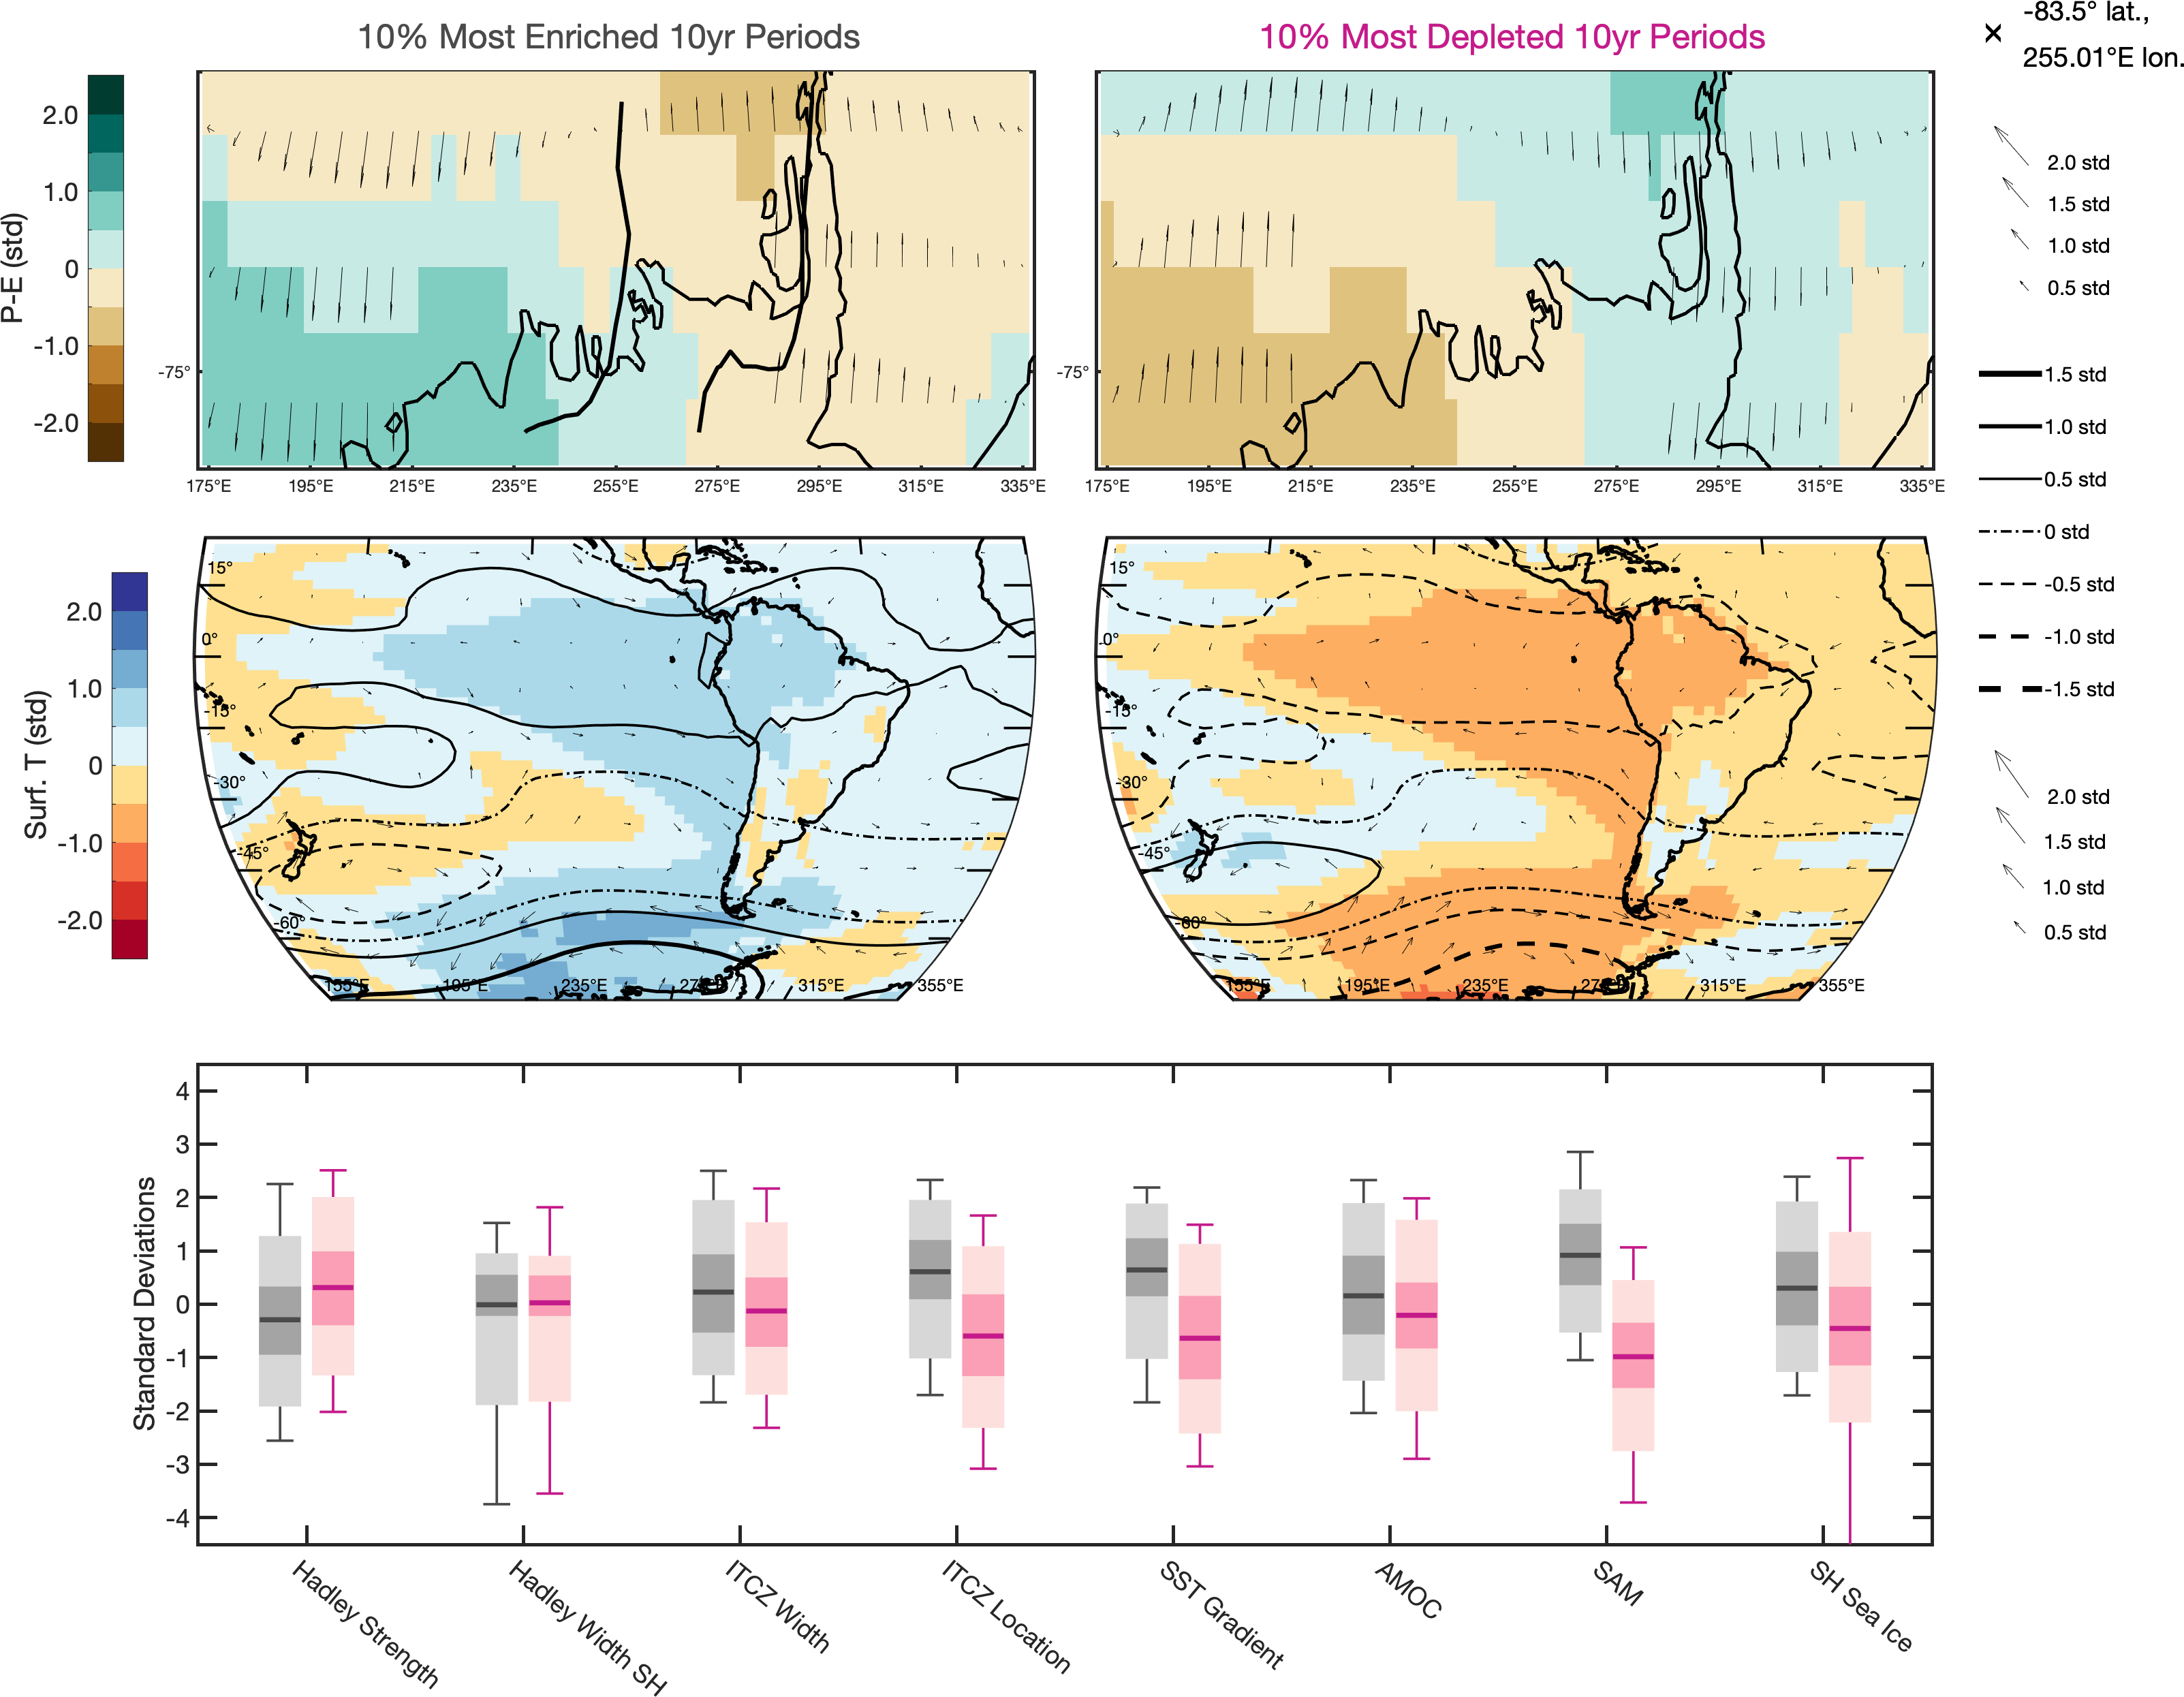 10% Most Enriched 10yr Periods
10% Most Depleted 10yr Periods
-83.5° lat.,
255.01°E lon.
P-E (std)
2.0
1.0
0
-1.0
-2.0
-75°
175°E 195°E 215°E 235°E 255°E 275°E 295°E 315°E 335°E
-75°
175°E 195°E 215°E 235°E 255°E 275°E 295°E 315°E 335°E
2.0 std
1.5 std
1.0 std
0.5 std
1.5 std
1.0 std
0.5 std
0 std
-0.5 std
-1.0 std
-1.5 std
Surf. T (std)
2.0
1.0
0
-1.0
-2.0
15°
0°
-15°
-30°
-45°
-60°
155°E 195°E 235°E 315°E 355°E
15°
0°
-15°
-30°
-45°
-60°
155°E 195°E 235°E 315°E 355°E
2.0 std
1.5 std
1.0 std
0.5 std
Standard Deviations
4
3
2
1
0
-1
-2
-3
-4
Hadley Strength
Hadley Width SH
ITCZ Width
ITCZ Location
SST Gradient
AMOC
SAM
SH Sea Ice